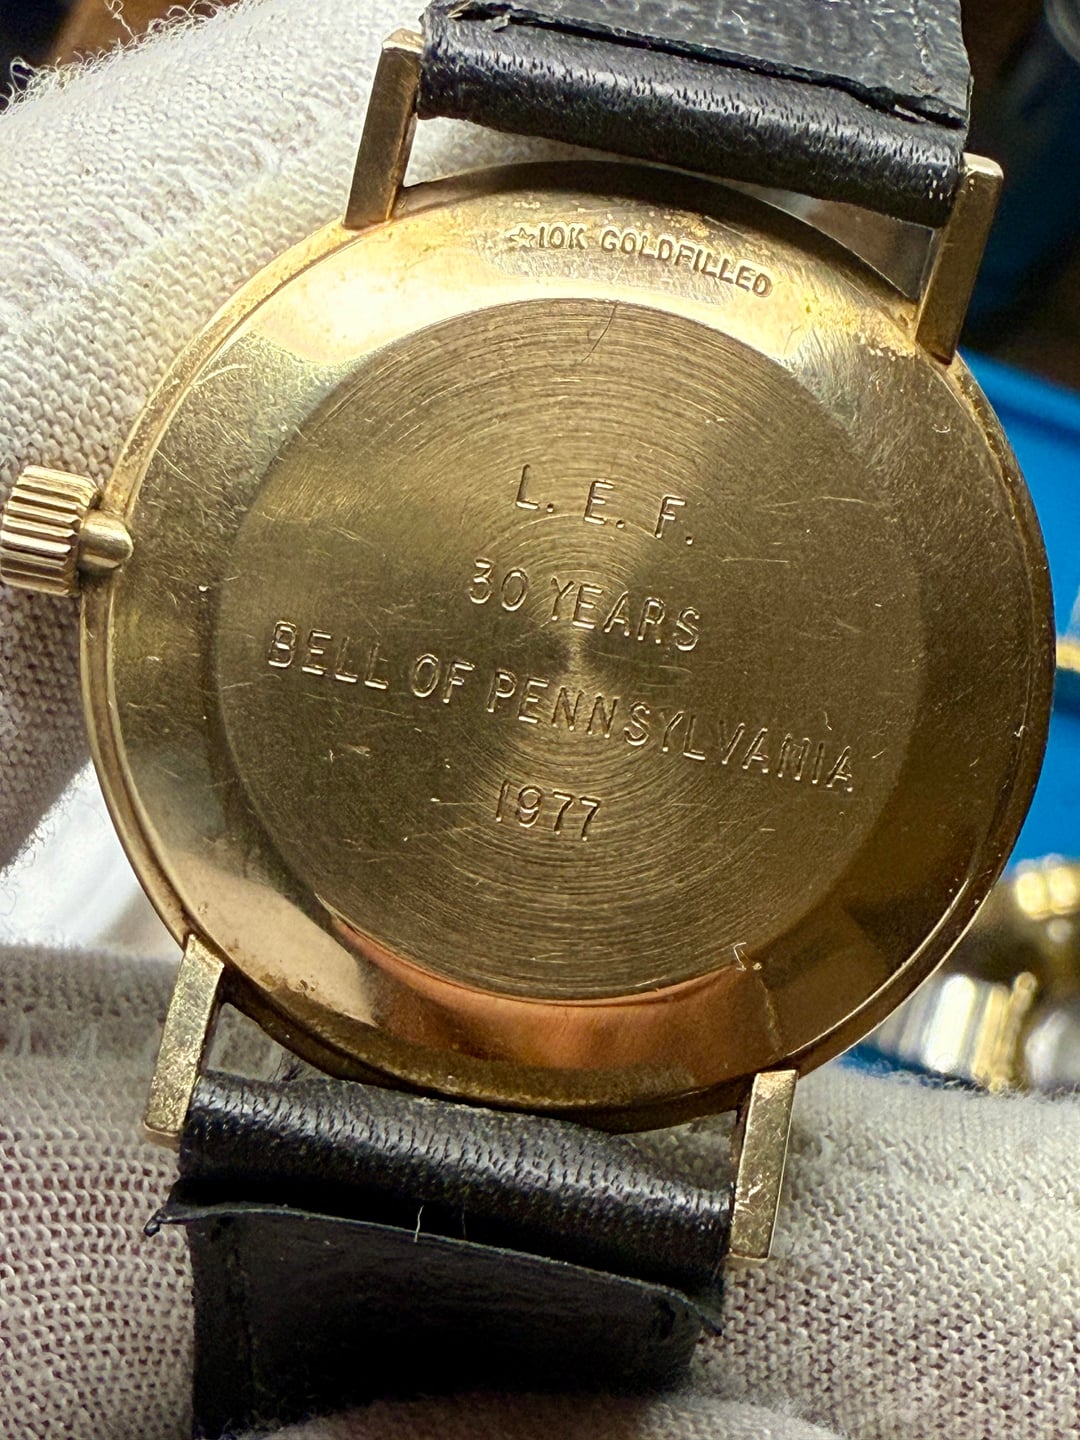 ☆10K GOLDFILLED
L. E. F.
30 YEARS
BELL OF PENNSYLVANIA
1977